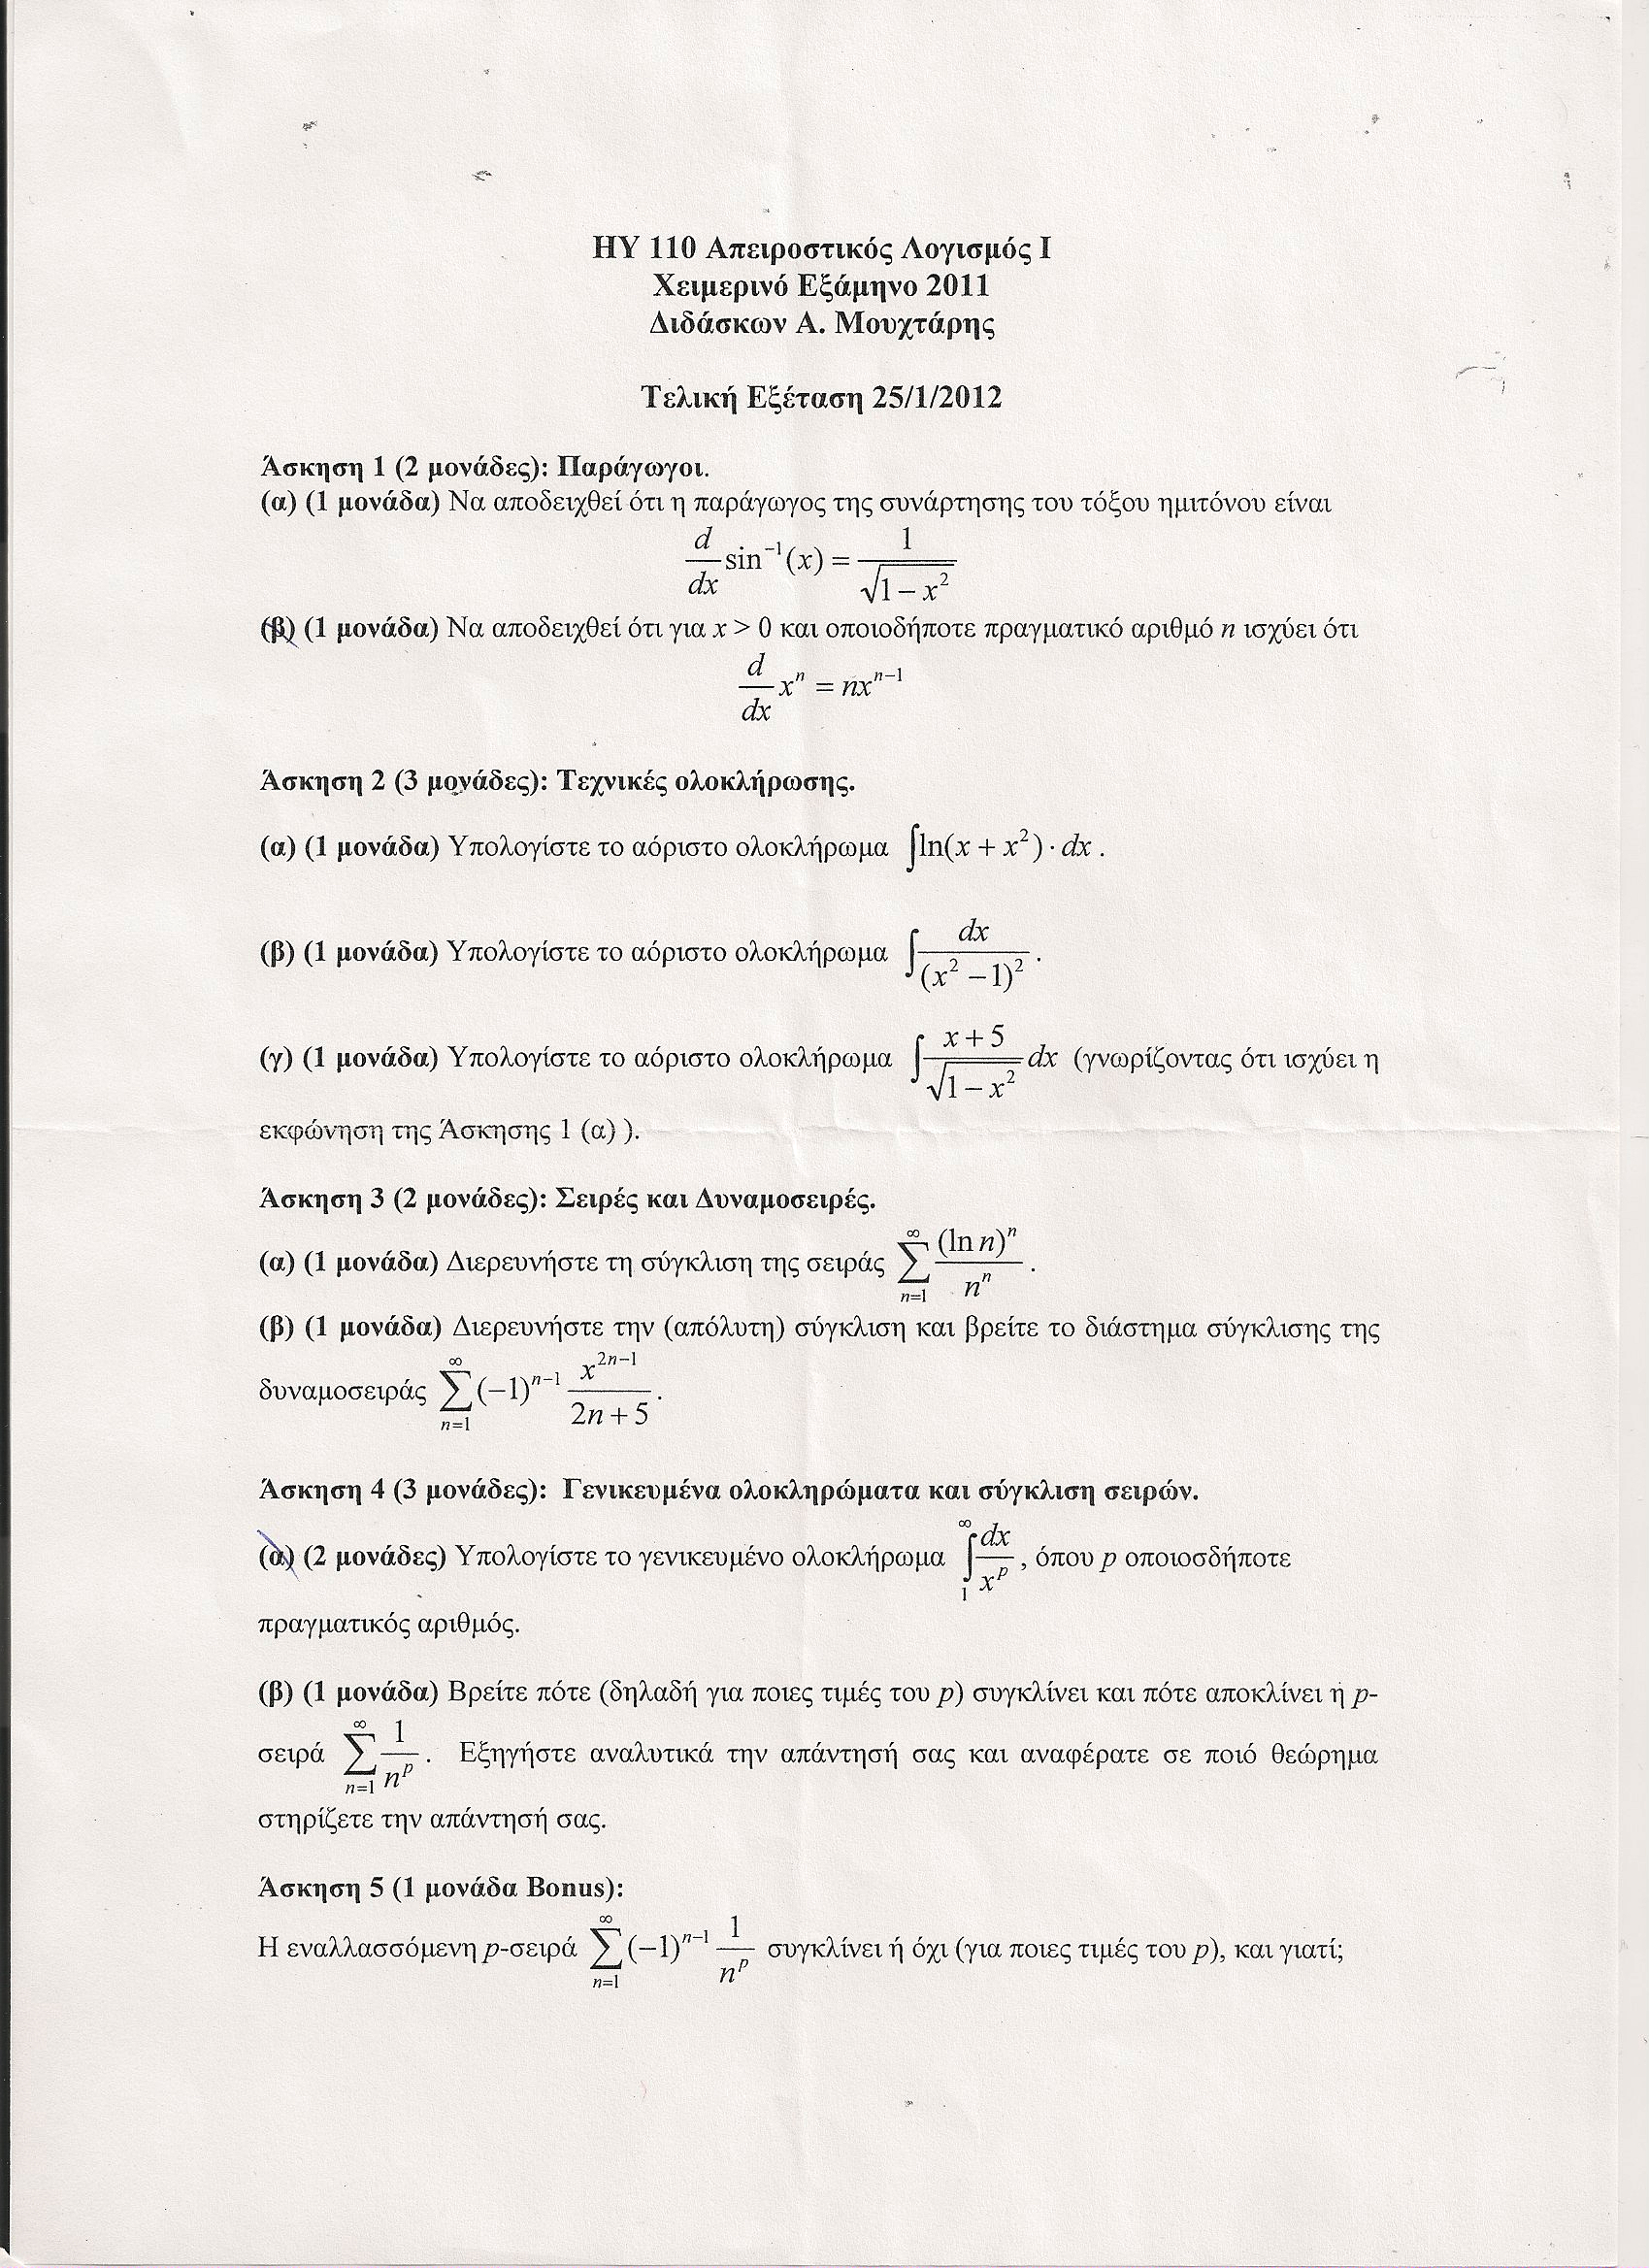 ΗΥ 110 Απειροστικός Λογισμός Ι
Χειμερινό Εξάμηνο 2011
Διδάσκων Α. Μουχτάρης
Τελική Εξέταση 25/1/2012
Άσκηση 1 (2 μονάδες): Παράγωγοι.
(α) (1 μονάδα) Να αποδειχθεί ότι η παράγωγος της συνάρτησης του τόξου ημιτόνου είναι
$\frac{d}{dx}\sin^{-1}(x) = \frac{1}{\sqrt{1-x^2}}$
(β) (1 μονάδα) Να αποδειχθεί ότι για x > 0 και οποιοδήποτε πραγματικό αριθμό n ισχύει ότι
$\frac{d}{dx}x^n = nx^{n-1}$
Άσκηση 2 (3 μονάδες): Τεχνικές ολοκλήρωσης.
(α) (1 μονάδα) Υπολογίστε το αόριστο ολοκλήρωμα $\int \ln(x + x^2) \cdot dx$ .
(β) (1 μονάδα) Υπολογίστε το αόριστο ολοκλήρωμα $\int \frac{dx}{(x^2-1)^2}$ .
(γ) (1 μονάδα) Υπολογίστε το αόριστο ολοκλήρωμα $\int \frac{x+5}{\sqrt{1-x^2}} dx$ (γνωρίζοντας ότι ισχύει η
εκφώνηση της Άσκησης 1 (α) ).
Άσκηση 3 (2 μονάδες): Σειρές και Δυναμοσειρές.
(α) (1 μονάδα) Διερευνήστε τη σύγκλιση της σειράς $\sum_{n=1}^{\infty} \frac{(\ln n)^n}{n^n}$ .
(β) (1 μονάδα) Διερευνήστε την (απόλυτη) σύγκλιση και βρείτε το διάστημα σύγκλισης της
δυναμοσειράς $\sum_{n=1}^{\infty} (-1)^{n-1} \frac{x^{2n-1}}{2n+5}$ .
Άσκηση 4 (3 μονάδες): Γενικευμένα ολοκληρώματα και σύγκλιση σειρών.
(α) (2 μονάδες) Υπολογίστε το γενικευμένο ολοκλήρωμα $\int_1^{\infty} \frac{dx}{x^p}$ , όπου p οποιοσδήποτε
πραγματικός αριθμός.
(β) (1 μονάδα) Βρείτε πότε (δηλαδή για ποιες τιμές του p) συγκλίνει και πότε αποκλίνει η p-
σειρά $\sum_{n=1}^{\infty} \frac{1}{n^p}$ . Εξηγήστε αναλυτικά την απάντησή σας και αναφέρατε σε ποιό θεώρημα
στηρίζετε την απάντησή σας.
Άσκηση 5 (1 μονάδα Bonus):
Η εναλλασσόμενη p-σειρά $\sum_{n=1}^{\infty} (-1)^{n-1} \frac{1}{n^p}$ συγκλίνει ή όχι (για ποιες τιμές του p), και γιατί;